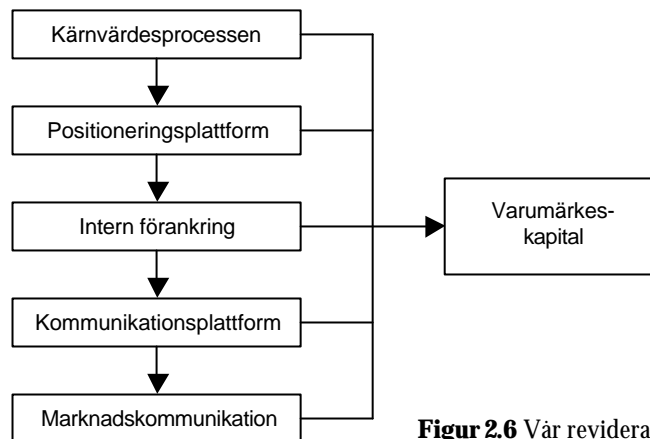 Kärnvärdesprocessen
Positioneringsplattform
Intern förankring
Varumärkes-
kapital
Kommunikationsplattform
Marknadskommunikation
Figur 2.6 Vår revidera